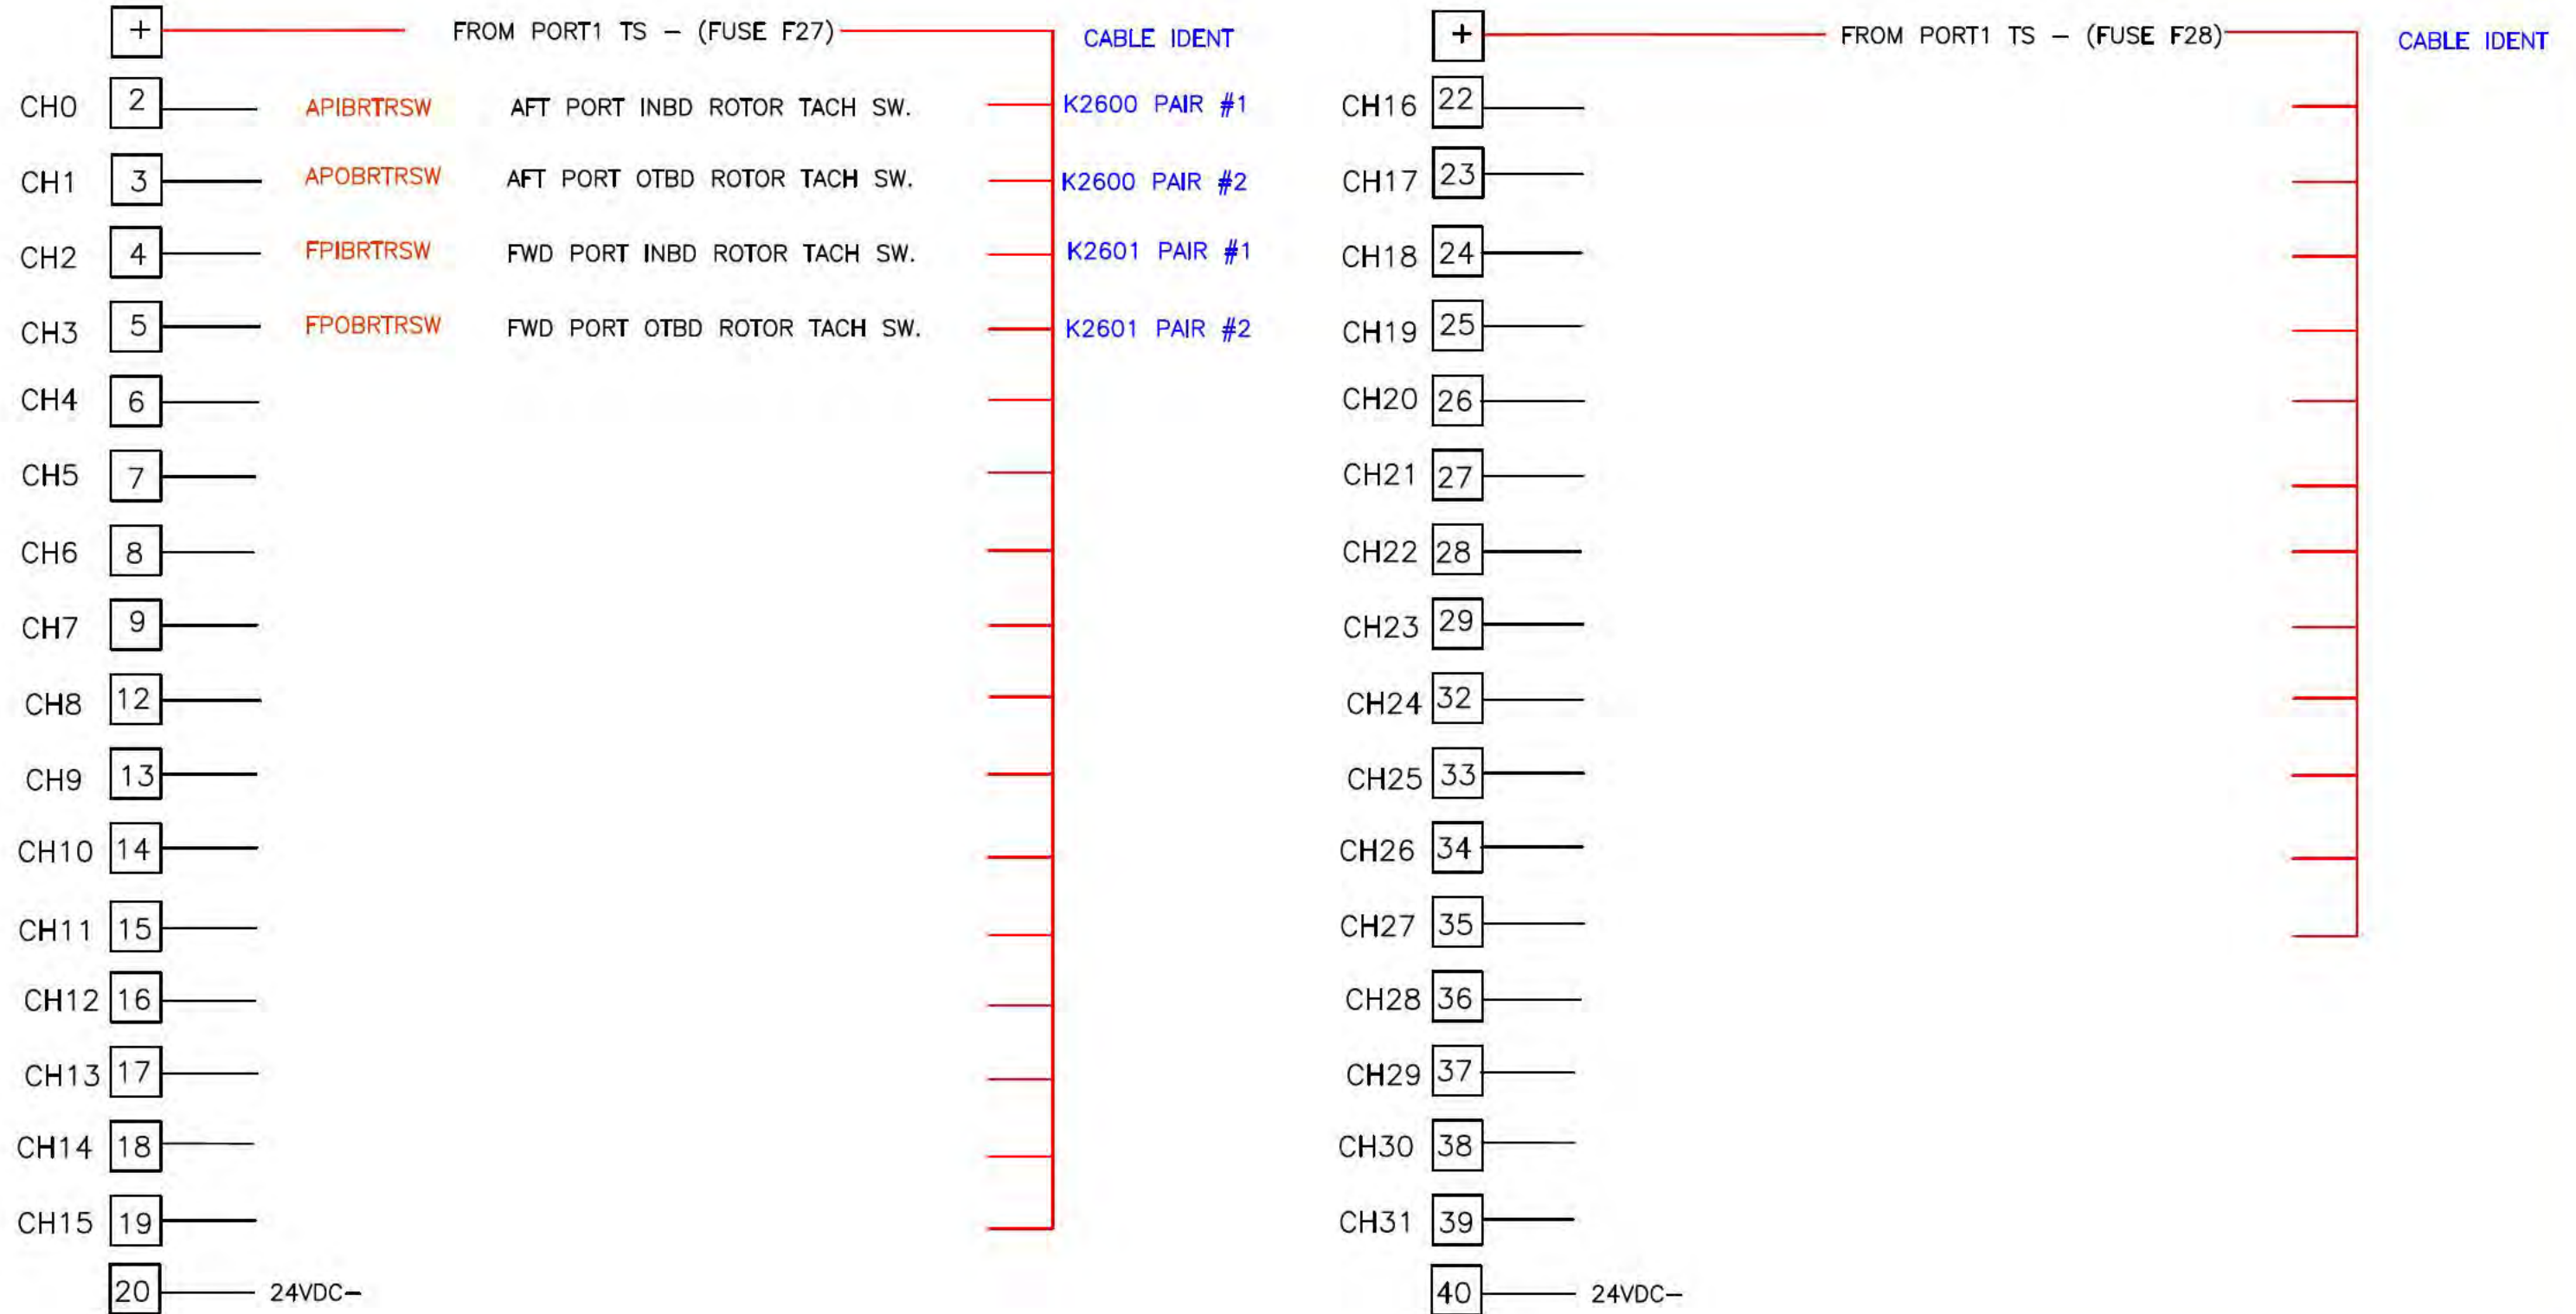 + FROM PORT1 TS – (FUSE F27) CABLE IDENT
CH0 2 APIBRTRSW AFT PORT INBD ROTOR TACH SW. K2600 PAIR #1
CH1 3 APOBRTRSW AFT PORT OTBD ROTOR TACH SW. K2600 PAIR #2
CH2 4 FPIBRTRSW FWD PORT INBD ROTOR TACH SW. K2601 PAIR #1
CH3 5 FPOBRTRSW FWD PORT OTBD ROTOR TACH SW. K2601 PAIR #2
CH4 6
CH5 7
CH6 8
CH7 9
CH8 12
CH9 13
CH10 14
CH11 15
CH12 16
CH13 17
CH14 18
CH15 19
20 24VDC–
+ FROM PORT1 TS – (FUSE F28) CABLE IDENT
CH16 22
CH17 23
CH18 24
CH19 25
CH20 26
CH21 27
CH22 28
CH23 29
CH24 32
CH25 33
CH26 34
CH27 35
CH28 36
CH29 37
CH30 38
CH31 39
40 24VDC–